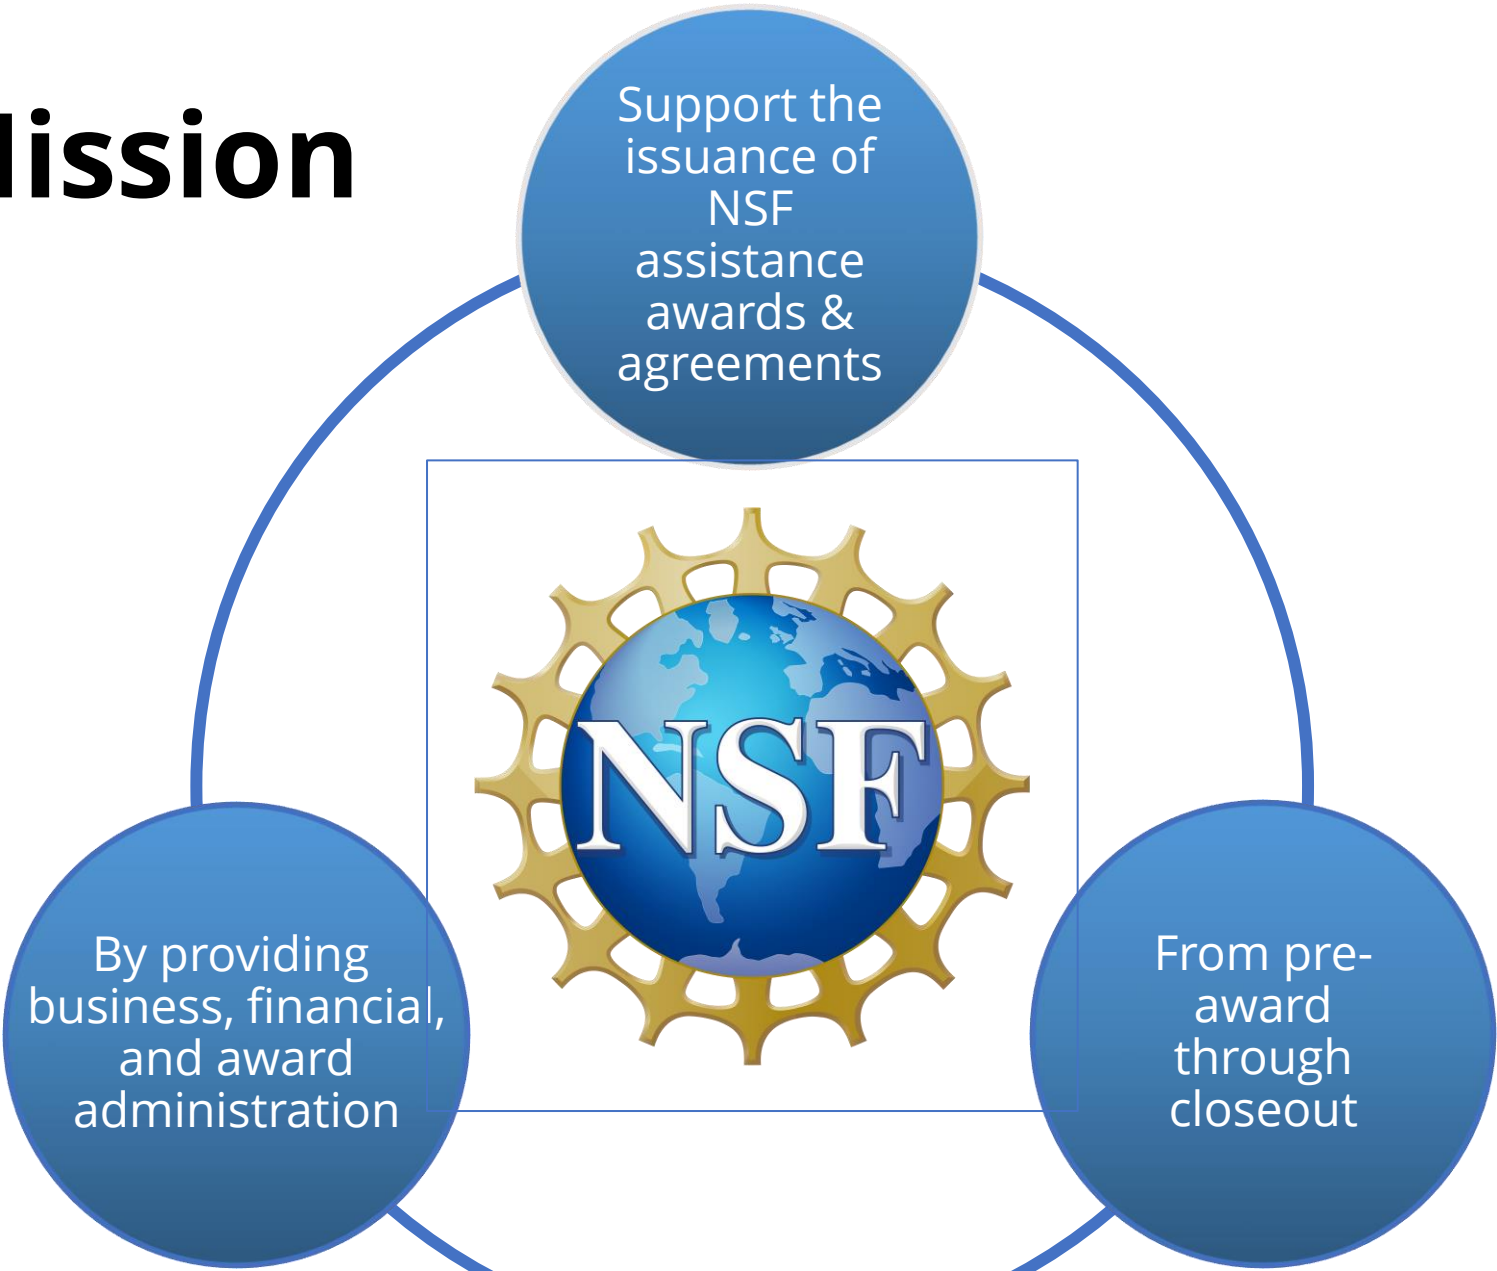 ission
Support the
issuance of
NSF
assistance
awards &
agreements
NSF
By providing
business, financial,
and award
administration
From pre-
award
through
closeout